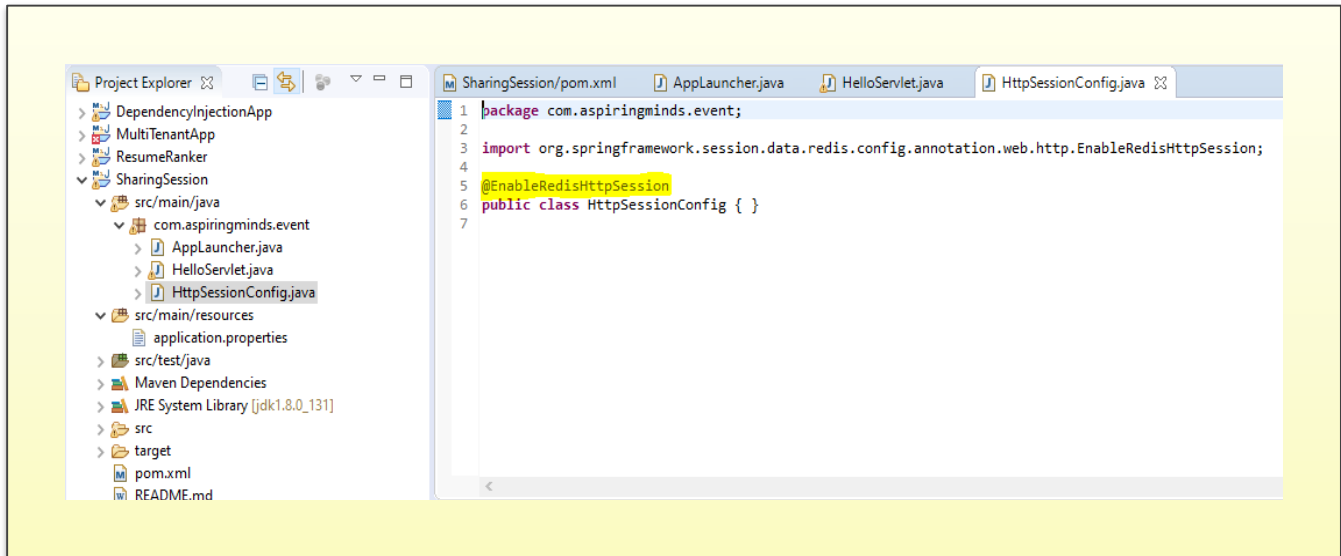 Project Explorer
DependencyInjectionApp
MultiTenantApp
ResumeRanker
SharingSession
src/main/java
com.aspiringminds.event
AppLauncher.java
HelloServlet.java
HttpSessionConfig.java
src/main/resources
application.properties
src/test/java
Maven Dependencies
JRE System Library [jdk1.8.0_131]
src
target
pom.xml
README.md
SharingSession/pom.xml AppLauncher.java HelloServlet.java HttpSessionConfig.java
1 package com.aspiringminds.event;
2
3 import org.springframework.session.data.redis.config.annotation.web.http.EnableRedisHttpSession;
4
5 @EnableRedisHttpSession
6 public class HttpSessionConfig { }
7